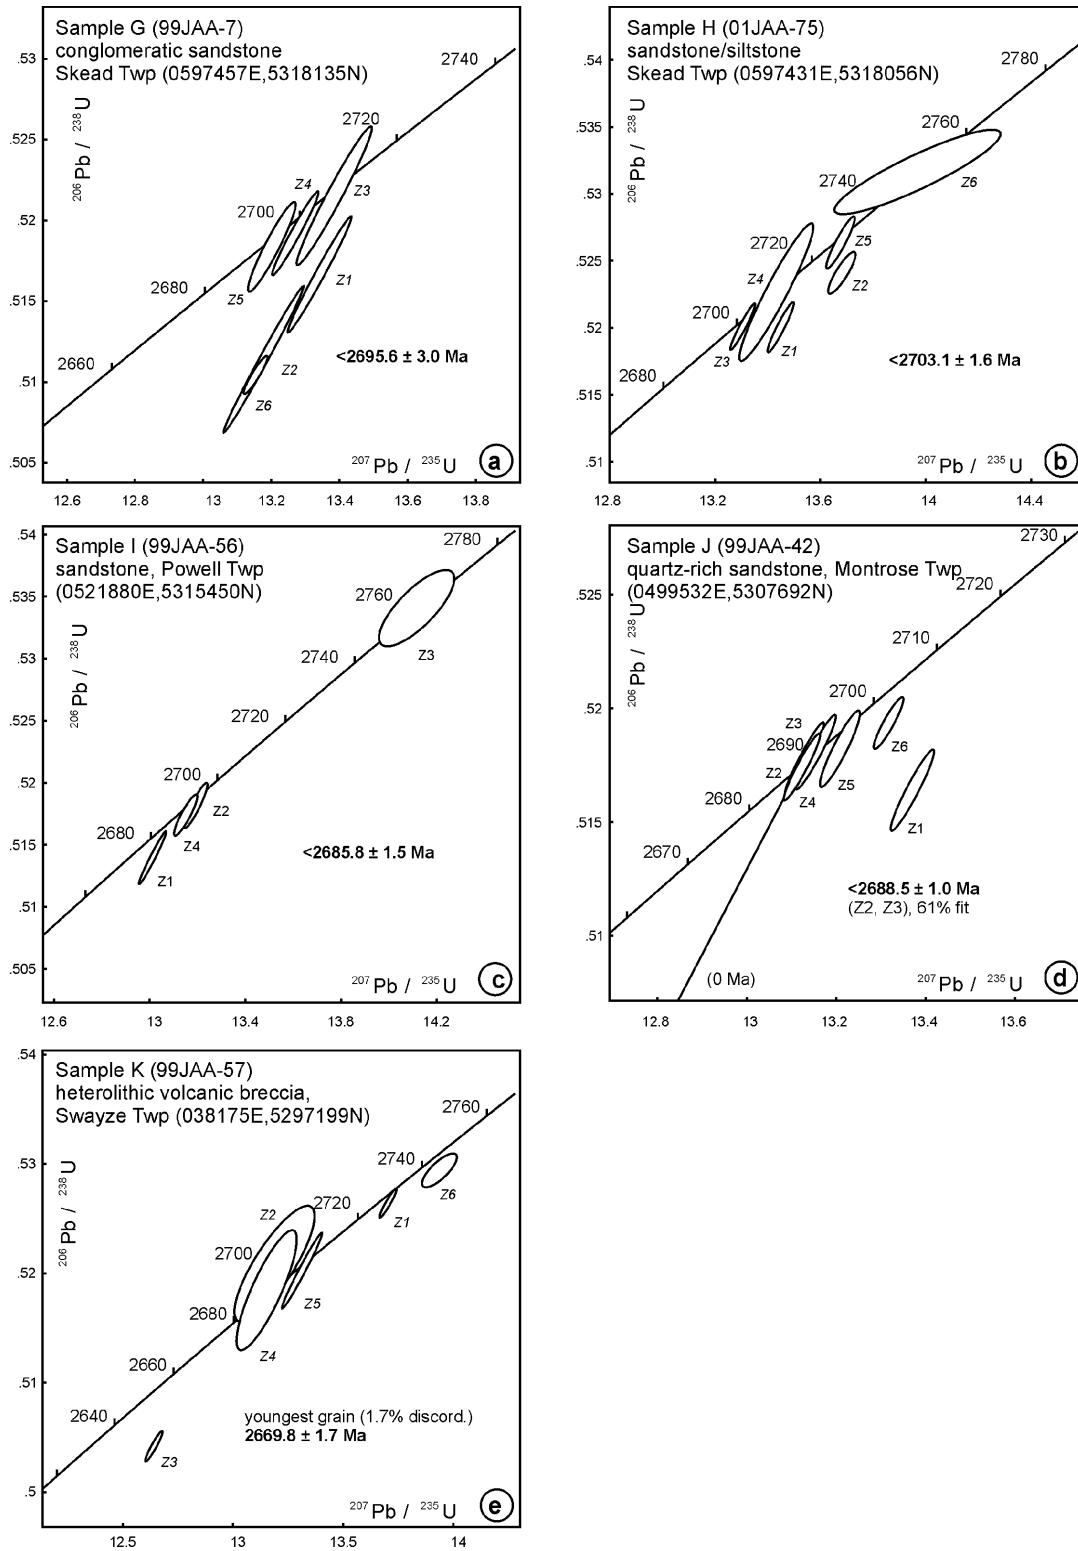 Sample G (99JAA-7)
conglomeratic sandstone
Skead Twp (0597457E,5318135N)
.53
.525
.52
.515
.51
.505
206Pb / 238U
2740
2720
2700
2680
2660
Z4
Z3
Z5
Z1
Z2
Z6
<2695.6 ± 3.0 Ma
207Pb / 235U
a
12.6
12.8
13
13.2
13.4
13.6
13.8
Sample H (01JAA-75)
sandstone/siltstone
Skead Twp (0597431E,5318056N)
.54
.535
.53
.525
.52
.515
.51
206Pb / 238U
2780
2760
2740
2720
2700
2680
Z6
Z5
Z2
Z4
Z3
Z1
<2703.1 ± 1.6 Ma
207Pb / 235U
b
12.8
13.2
13.6
14
14.4
Sample I (99JAA-56)
sandstone, Powell Twp
(0521880E,5315450N)
.54
.535
.53
.525
.52
.515
.51
.505
206Pb / 238U
2780
2760
2740
2720
2700
2680
Z3
Z2
Z4
Z1
<2685.8 ± 1.5 Ma
207Pb / 235U
c
12.6
13
13.4
13.8
14.2
Sample J (99JAA-42)
quartz-rich sandstone, Montrose Twp
(0499532E,5307692N)
.525
.52
.515
.51
206Pb / 238U
2730
2720
2710
2700
2690
2680
2670
Z3
Z2
Z4
Z5
Z6
Z1
<2688.5 ± 1.0 Ma
(Z2, Z3), 61% fit
(0 Ma)
207Pb / 235U
d
12.8
13
13.2
13.4
13.6
Sample K (99JAA-57)
heterolithic volcanic breccia,
Swayze Twp (038175E,5297199N)
.54
.53
.52
.51
.5
206Pb / 238U
2760
2740
2720
2700
2680
2660
2640
Z6
Z1
Z2
Z5
Z4
Z3
youngest grain (1.7% discord.)
2669.8 ± 1.7 Ma
207Pb / 235U
e
12.5
13
13.5
14